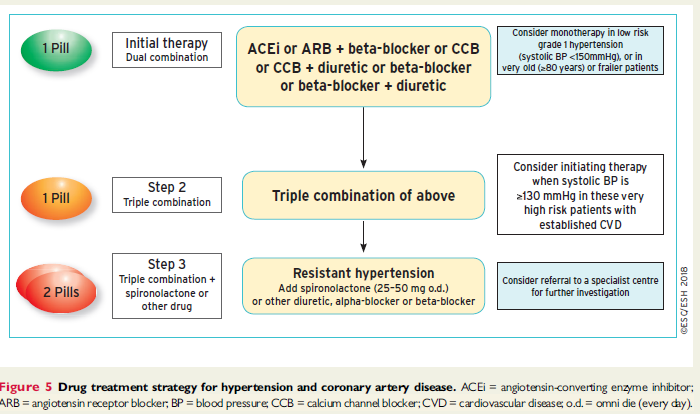 1 Pill
Initial therapy
Dual combination
ACEi or ARB + beta-blocker or CCB
or CCB + diuretic or beta-blocker
or beta-blocker + diuretic
Consider monotherapy in low risk
grade 1 hypertension
(systolic BP <150mmHg), or in
very old (≥80 years) or frailer patients
1 Pill
Step 2
Triple combination
Triple combination of above
Consider initiating therapy
when systolic BP is
≥130 mmHg in these very
high risk patients with
established CVD
2 Pills
Step 3
Triple combination +
spironolactone or
other drug
Resistant hypertension
Add spironolactone (25–50 mg o.d.)
or other diuretic, alpha-blocker or beta-blocker
Consider referral to a specialist centre
for further investigation
©ESC/ESH 2018
Figure 5 Drug treatment strategy for hypertension and coronary artery disease. ACEi = angiotensin-converting enzyme inhibitor;
ARB = angiotensin receptor blocker; BP = blood pressure; CCB = calcium channel blocker; CVD = cardiovascular disease; o.d. = omni die (every day).